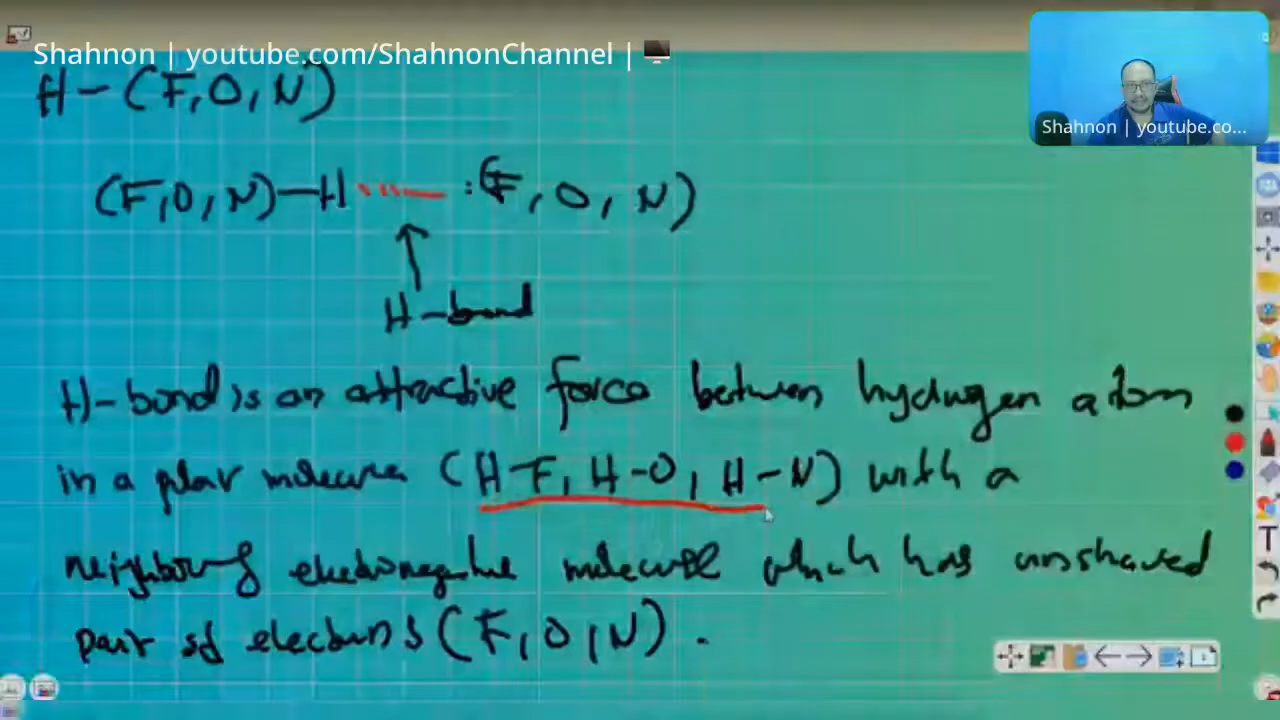 Shahnon | youtube.com/ShahnonChannel |
Shahnon | youtube.co...
H-(F,O,N)
(F,O,N)-H :(F,O,N)
H-bond
H-bond is an attractive force between hydrogen atom
in a polar molecule (H-F, H-O, H-N) with a
neighbouring electronegative molecule which has unshared
pair of electrons (F,O,N).
T